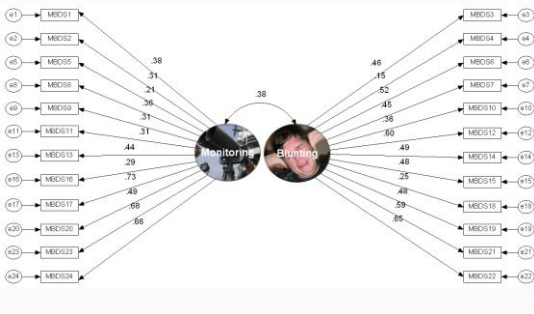 e1 MBDS1 MBDS3 e3
e2 MBDS2 MBDS4 e4
e5 MBDS5 .38 .46 MBDS6 e6
.31 .15
e8 MBDS8 .21 .52 MBDS7 e7
.36 .38 .45
e9 MBDS9 .31 .36 MBDS10 e10
e11 MBDS11 .31 .60 MBDS12 e12
e13 MBDS13 .44 Monitoring Blunting .49 MBDS14 e14
e16 MBDS16 .29 .48 MBDS15 e15
.73 .25
e17 MBDS17 .49 .48 MBDS18 e18
e20 MBDS20 .68 MBDS19 e19
.66 .65
e23 MBDS23 MBDS21 e21
e24 MBDS24 MBDS22 e22